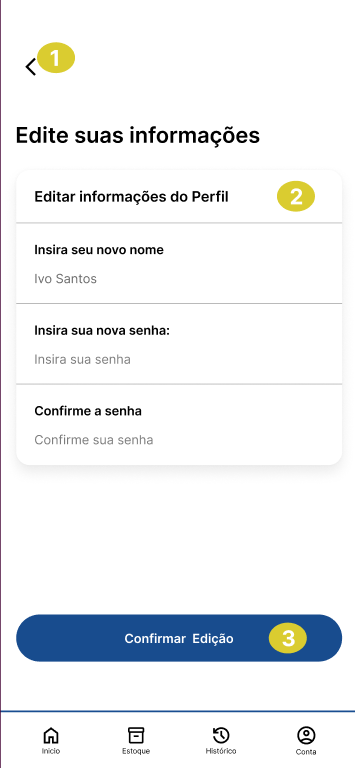 1
Edite suas informações
Editar informações do Perfil 2
Insira seu novo nome
Ivo Santos
Insira sua nova senha:
Insira sua senha
Confirme a senha
Confirme sua senha
Confirmar Edição 3
Início Estoque Histórico Conta